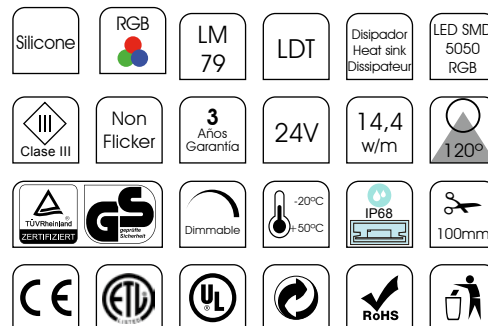 Silicone
RGB
LM
79
LDT
Disipador
Heat sink
Dissipateur
LED SMD
5050
RGB
III
Clase III
Non
Flicker
3
Años
Garantía
24V
14,4
w/m
120º
TÜVRheinland
ZERTIFIZIERT
GS
geprüfte
Sicherheit
Dimmable
-20ºC
+50ºC
IP68
100mm
CE
ETL
LISTED
UL
RoHS